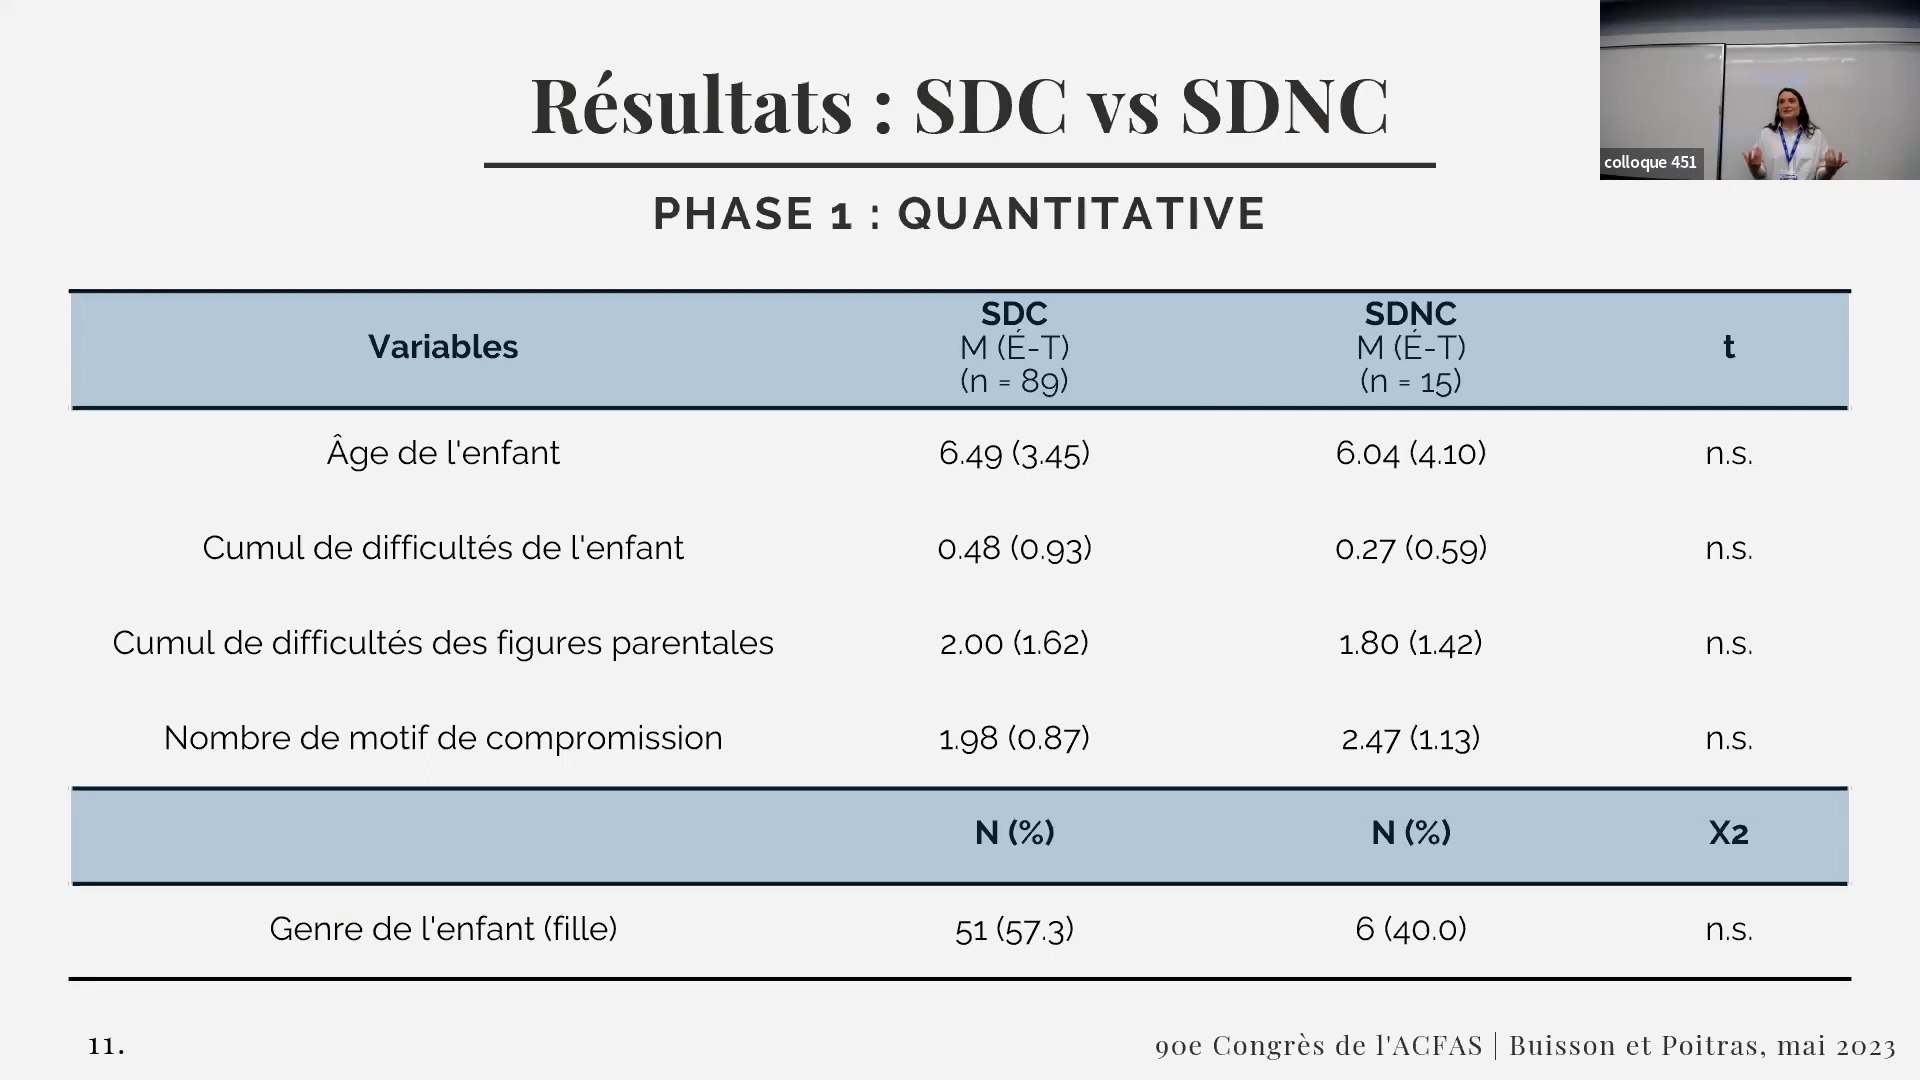 Résultats : SDC vs SDNC
colloque 451
PHASE 1 : QUANTITATIVE
Variables
SDC
M (É-T)
(n = 89)
SDNC
M (É-T)
(n = 15)
t
Âge de l'enfant 6.49 (3.45) 6.04 (4.10) n.s.
Cumul de difficultés de l'enfant 0.48 (0.93) 0.27 (0.59) n.s.
Cumul de difficultés des figures parentales 2.00 (1.62) 1.80 (1.42) n.s.
Nombre de motif de compromission 1.98 (0.87) 2.47 (1.13) n.s.
N (%) N (%) X2
Genre de l'enfant (fille) 51 (57.3) 6 (40.0) n.s.
11.
90e Congrès de l'ACFAS | Buisson et Poitras, mai 2023